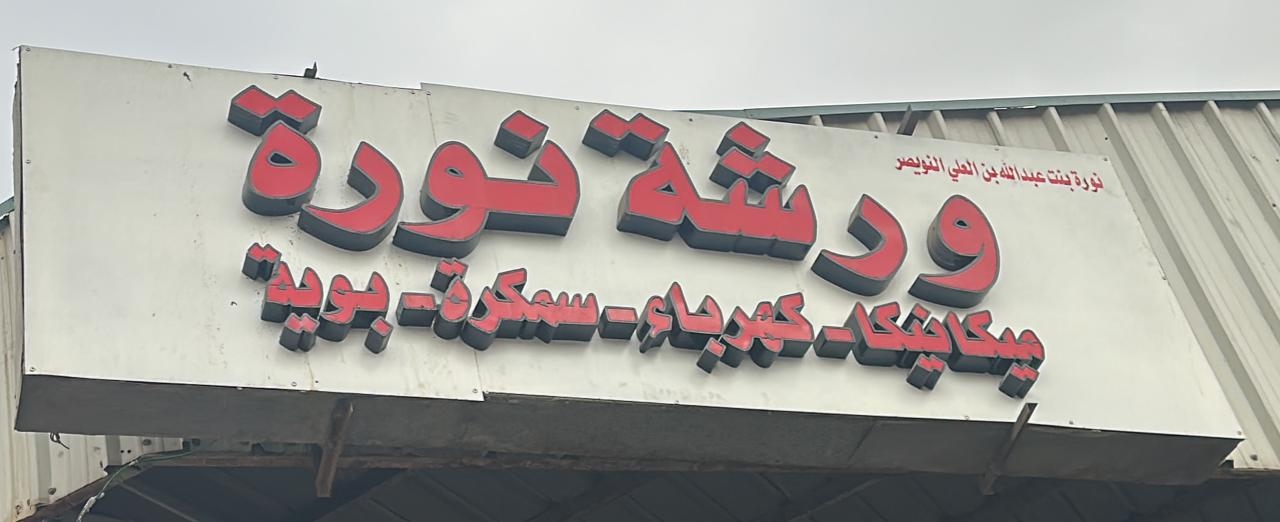 نورة بنت عبدالله بن العلي النويصر
ورشة نورة
ميكانيكا - كهرباء - سمكرة - بوية